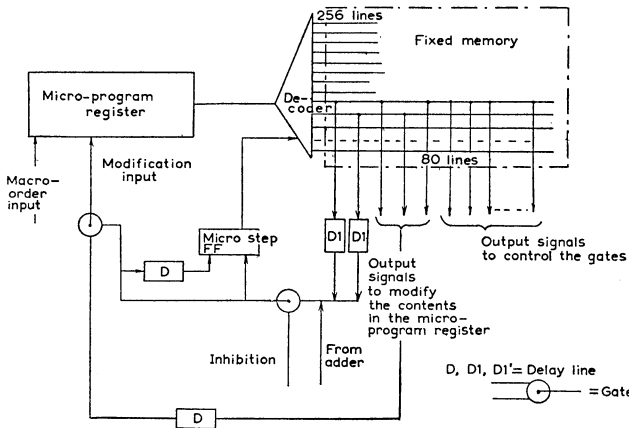 256 lines
Fixed memory
Micro-program
register
De-
coder
Macro-
order
input
Modification
input
80 lines
Micro step
FF
D
D1
D1'
Output
signals
to modify
the contents
in the micro-
program register
Output signals
to control the gates
Inhibition
From
adder
D
D, D1, D1'= Delay line
= Gate